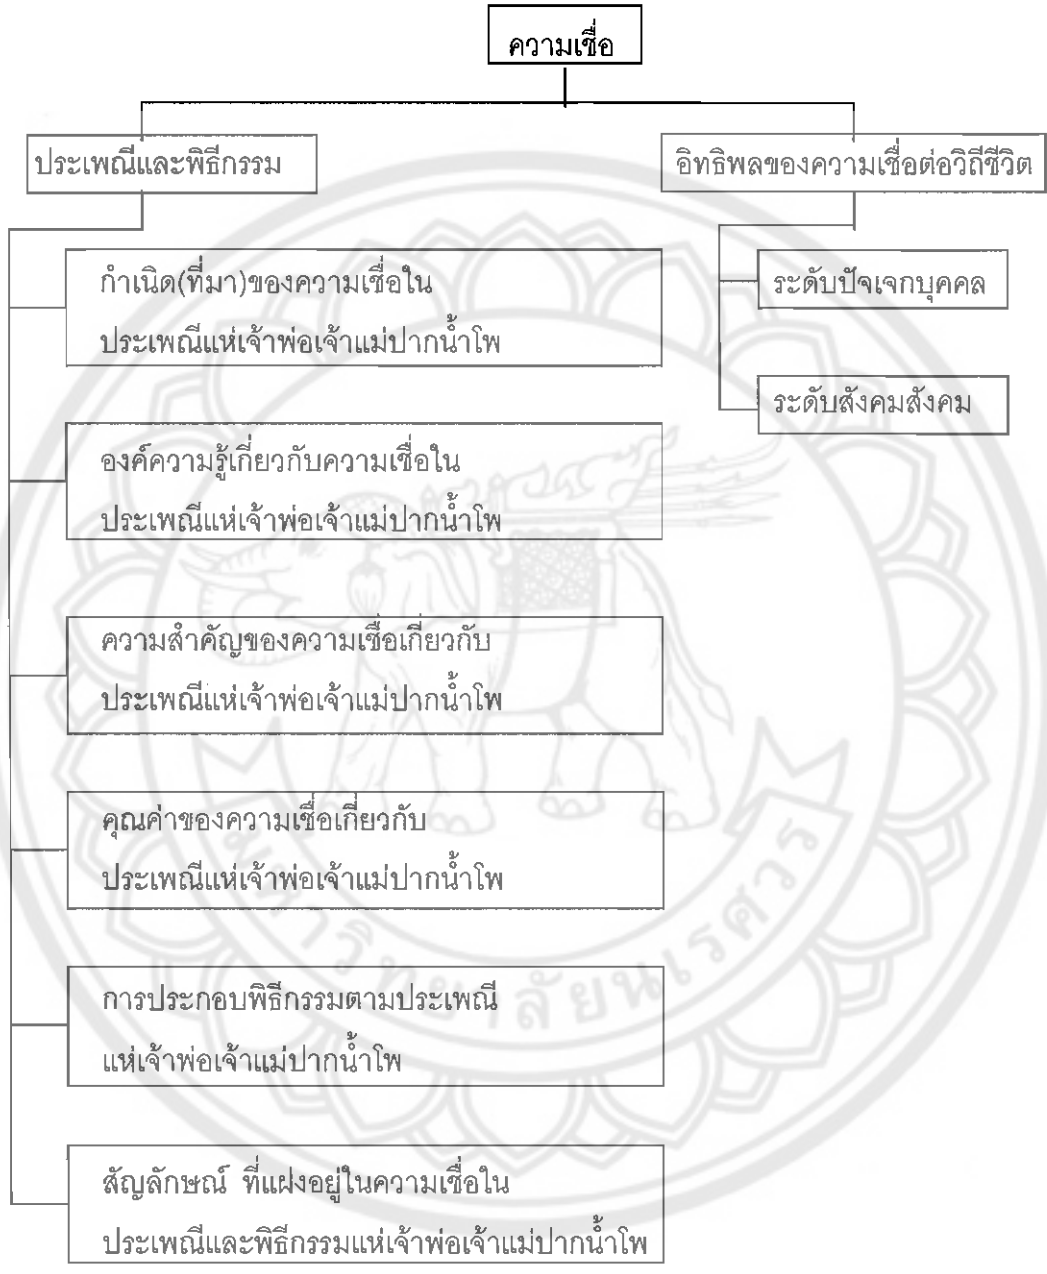 ความเชื่อ
ประเพณีและพิธีกรรม
อิทธิพลของความเชื่อต่อวิถีชีวิต
กำเนิด(ที่มา)ของความเชื่อใน
ประเพณีแห่เจ้าพ่อเจ้าแม่ปากน้ำโพ
องค์ความรู้เกี่ยวกับความเชื่อใน
ประเพณีแห่เจ้าพ่อเจ้าแม่ปากน้ำโพ
ความสำคัญของความเชื่อเกี่ยวกับ
ประเพณีแห่เจ้าพ่อเจ้าแม่ปากน้ำโพ
คุณค่าของความเชื่อเกี่ยวกับ
ประเพณีแห่เจ้าพ่อเจ้าแม่ปากน้ำโพ
การประกอบพิธีกรรมตามประเพณี
แห่เจ้าพ่อเจ้าแม่ปากน้ำโพ
สัญลักษณ์ ที่แฝงอยู่ในความเชื่อใน
ประเพณีและพิธีกรรมแห่เจ้าพ่อเจ้าแม่ปากน้ำโพ
ระดับปัจเจกบุคคล
ระดับสังคมสังคม
มหาวิทยาลัยนเรศวร